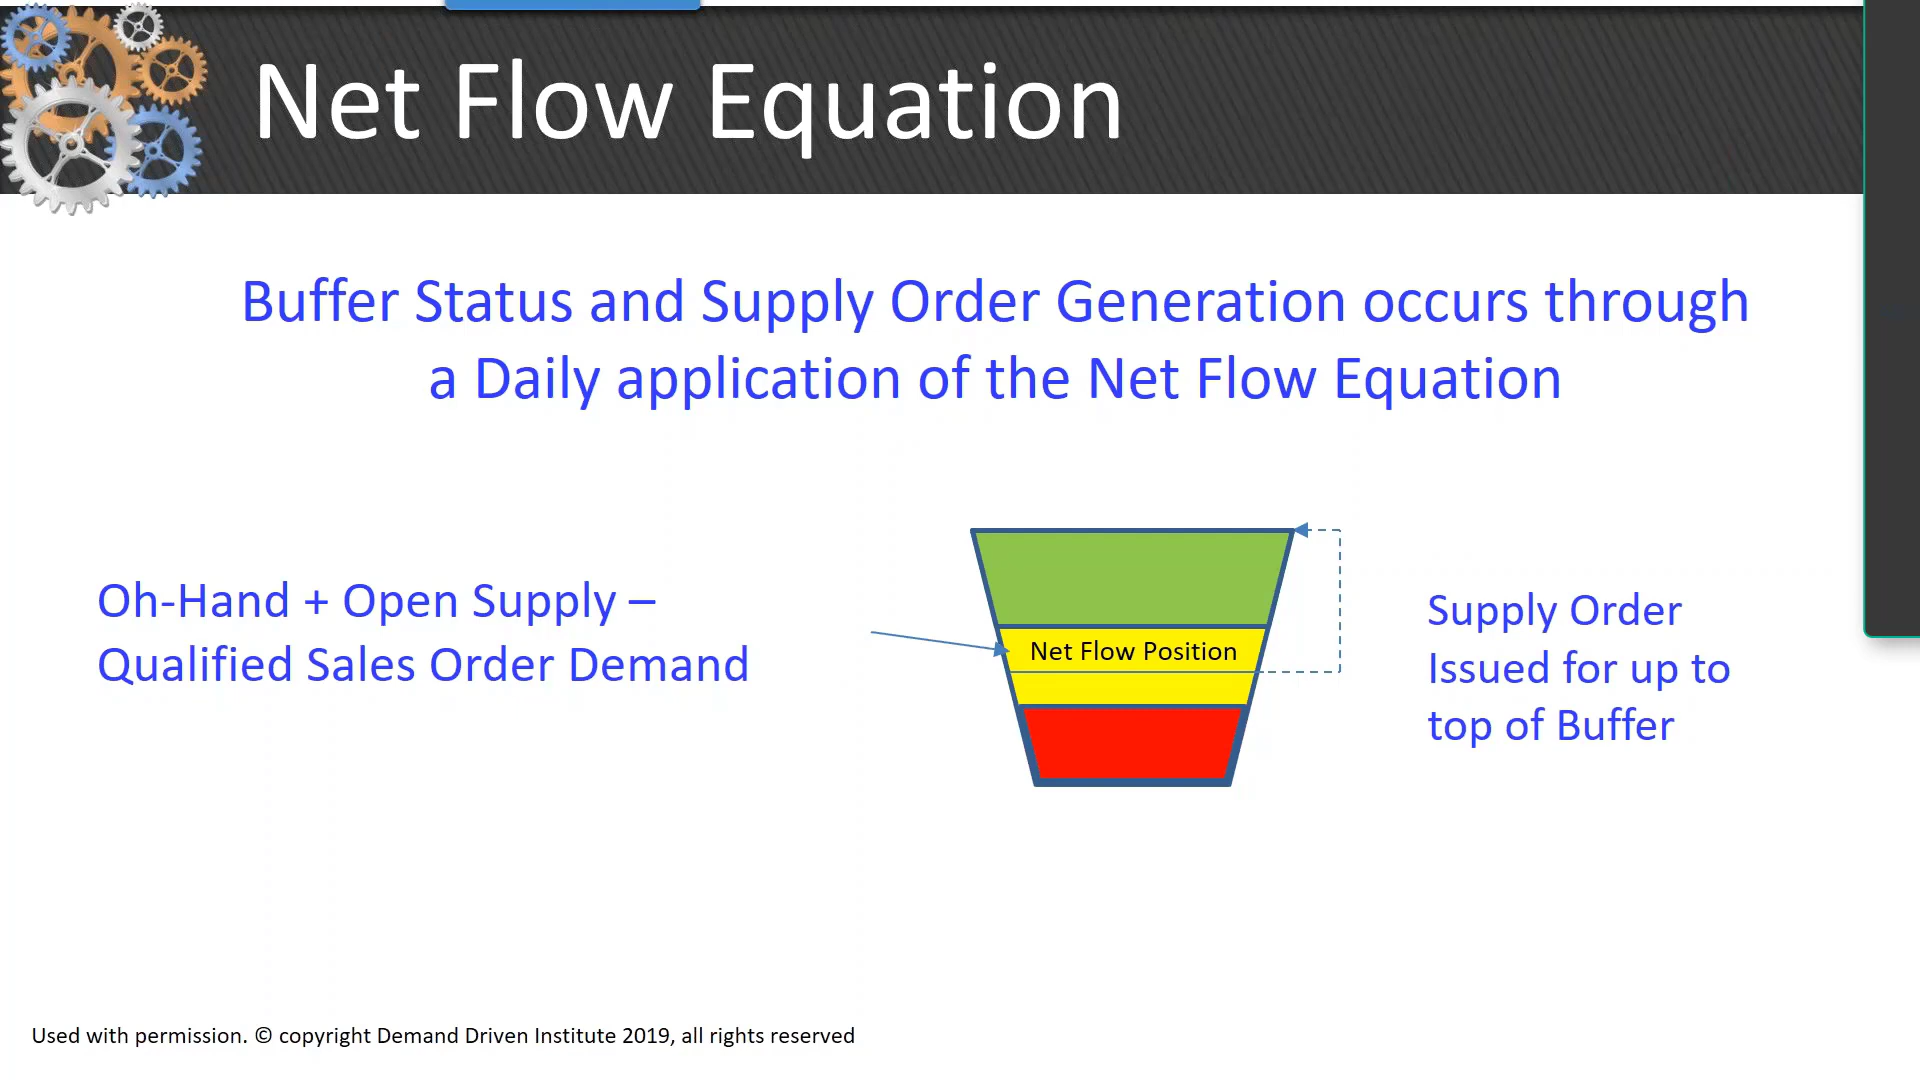 Net Flow Equation
Buffer Status and Supply Order Generation occurs through
a Daily application of the Net Flow Equation
Oh-Hand + Open Supply –
Qualified Sales Order Demand
Net Flow Position
Supply Order
Issued for up to
top of Buffer
Used with permission. © copyright Demand Driven Institute 2019, all rights reserved